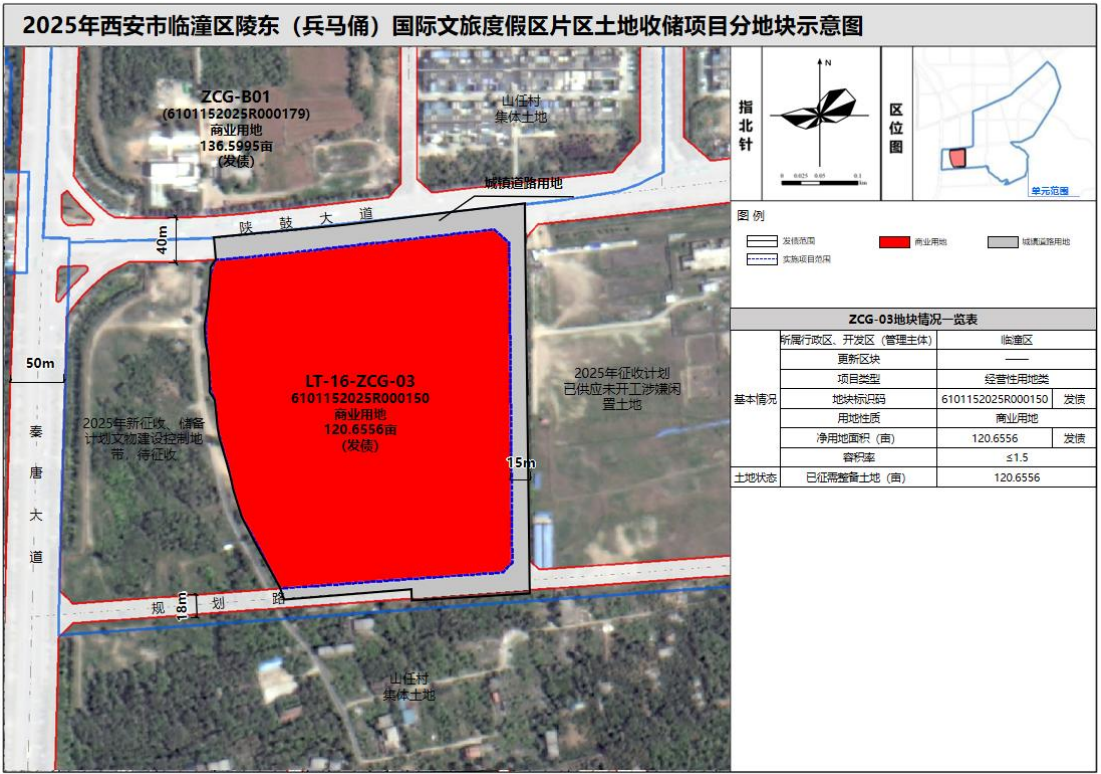 2025年西安市临潼区陵东（兵马俑）国际文旅度假区片区土地收储项目分地块示意图
ZCG-B01
(6101152025R000179)
商业用地
136.5995亩
(发债)
山任村
集体土地
城镇道路用地
陕鼓大道
40m
50m
秦唐大道
2025年新征收、储备
计划文物建设控制地
带，待征收
LT-16-ZCG-03
6101152025R000150
商业用地
120.6556亩
(发债)
15m
2025年征收计划
已供应未开工涉嫌闲
置土地
规划路
18m
山任村
集体土地
指北针
N
0 0.025 0.05 0.1
km
区位图
单元范围
图 例
发债范围
商业用地
城镇道路用地
实施项目范围
ZCG-03地块情况一览表
基本情况
所属行政区、开发区（管理主体） 临潼区
更新区块 ——
项目类型 经营性用地类
地块标识码 6101152025R000150 发债
用地性质 商业用地
净用地面积（亩） 120.6556 发债
容积率 ≤1.5
土地状态 已征需整备土地（亩） 120.6556